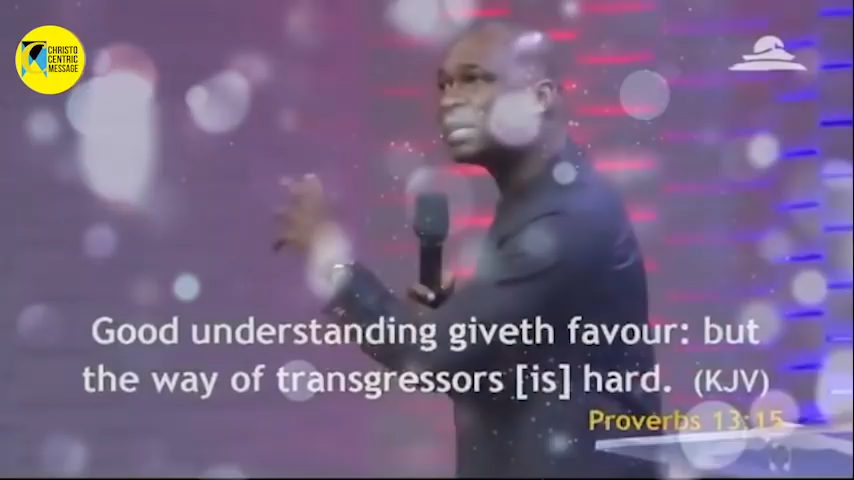 CHRISTO
CENTRIC
MESSAGE
Good understanding giveth favour: but
the way of transgressors [is] hard. (KJV)
Proverbs 13:15